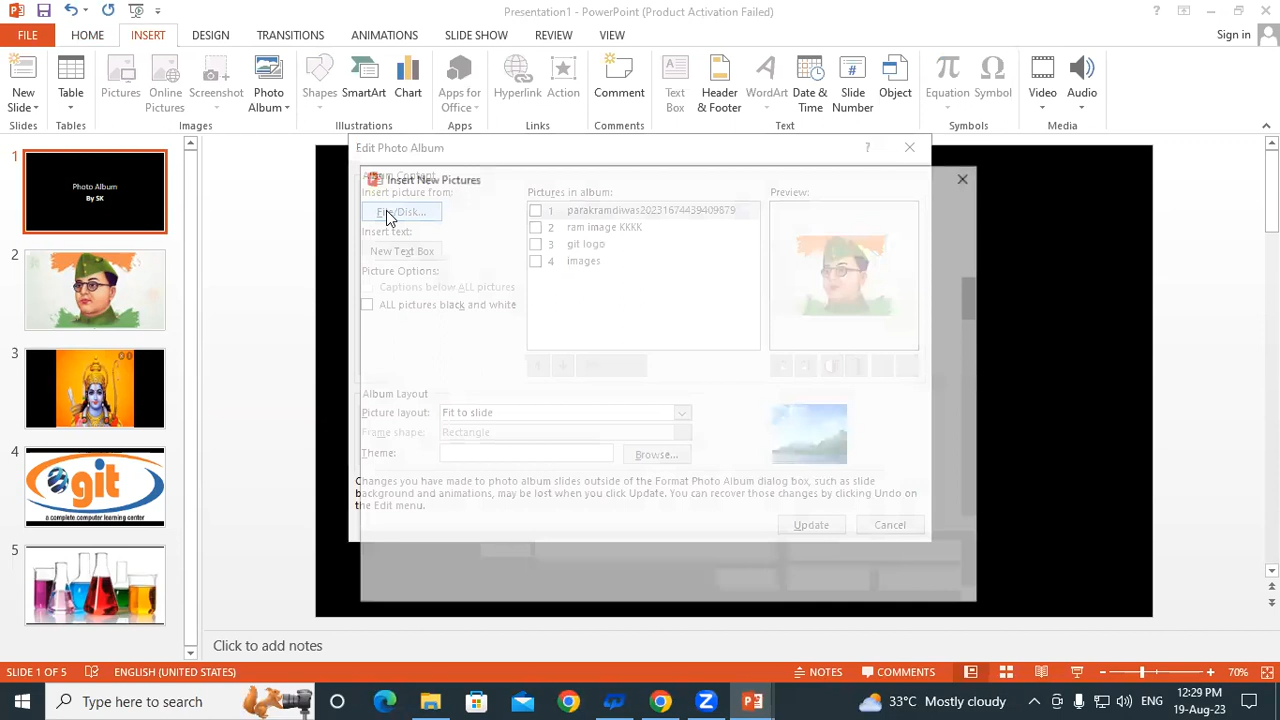 Presentation1 - PowerPoint (Product Activation Failed)
?
FILE HOME INSERT DESIGN TRANSITIONS ANIMATIONS SLIDE SHOW REVIEW VIEW Sign in
New Slide
Table
Pictures
Online Pictures
Screenshot
Photo Album
Shapes
SmartArt
Chart
Apps for Office
Hyperlink
Action
Comment
Text Box
Header & Footer
WordArt
Date & Time
Slide Number
Object
Equation
Symbol
Video
Audio
Slides Tables Images Illustrations Apps Links Comments Text Symbols Media
1
Photo Album
By SK
2
3
4
git
a complete computer learning center
5
Edit Photo Album ?
Album Content
Insert New Pictures
Insert picture from:
File/Disk...
Insert text:
New Text Box
Picture Options:
Captions below ALL pictures
ALL pictures black and white
Pictures in album:
1 parakramdiwas20231674439409879
2 ram image KKKK
3 git logo
4 images
Preview:
Album Layout
Picture layout: Fit to slide
Frame shape: Rectangle
Theme: Browse...
Changes you have made to photo album slides outside of the Format Photo Album dialog box, such as slide
background and animations, may be lost when you click Update. You can recover those changes by clicking Undo on
the Edit menu.
Update Cancel
Click to add notes
SLIDE 1 OF 5 ENGLISH (UNITED STATES) NOTES COMMENTS 70%
Type here to search
33°C Mostly cloudy
ENG
12:29 PM
19-Aug-23